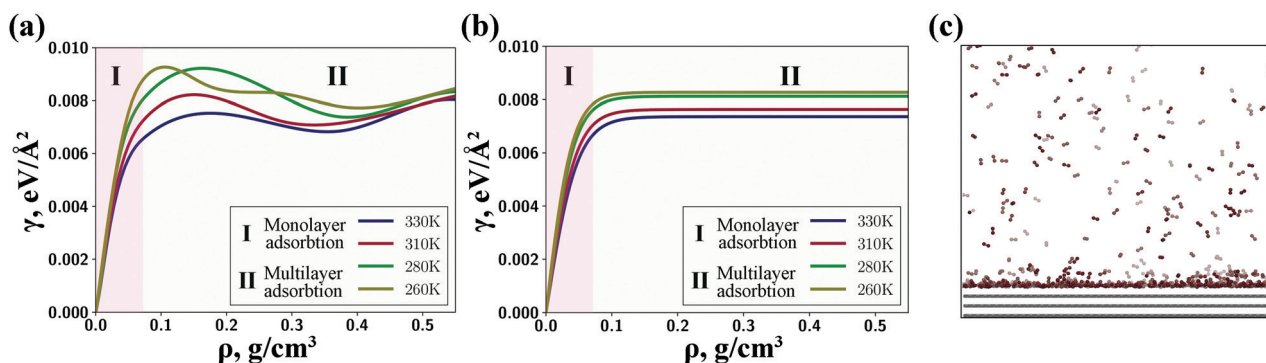 (a)
0.010
0.008
0.006
0.004
0.002
0.000
γ, eV/Å²
I
II
I Monolayer
adsorbtion
II Multilayer
adsorbtion
330K
310K
280K
260K
0.0 0.1 0.2 0.3 0.4 0.5
ρ, g/cm³
(b)
0.010
0.008
0.006
0.004
0.002
0.000
γ, eV/Å²
I
II
I Monolayer
adsorbtion
II Multilayer
adsorbtion
330K
310K
280K
260K
0.0 0.1 0.2 0.3 0.4 0.5
ρ, g/cm³
(c)